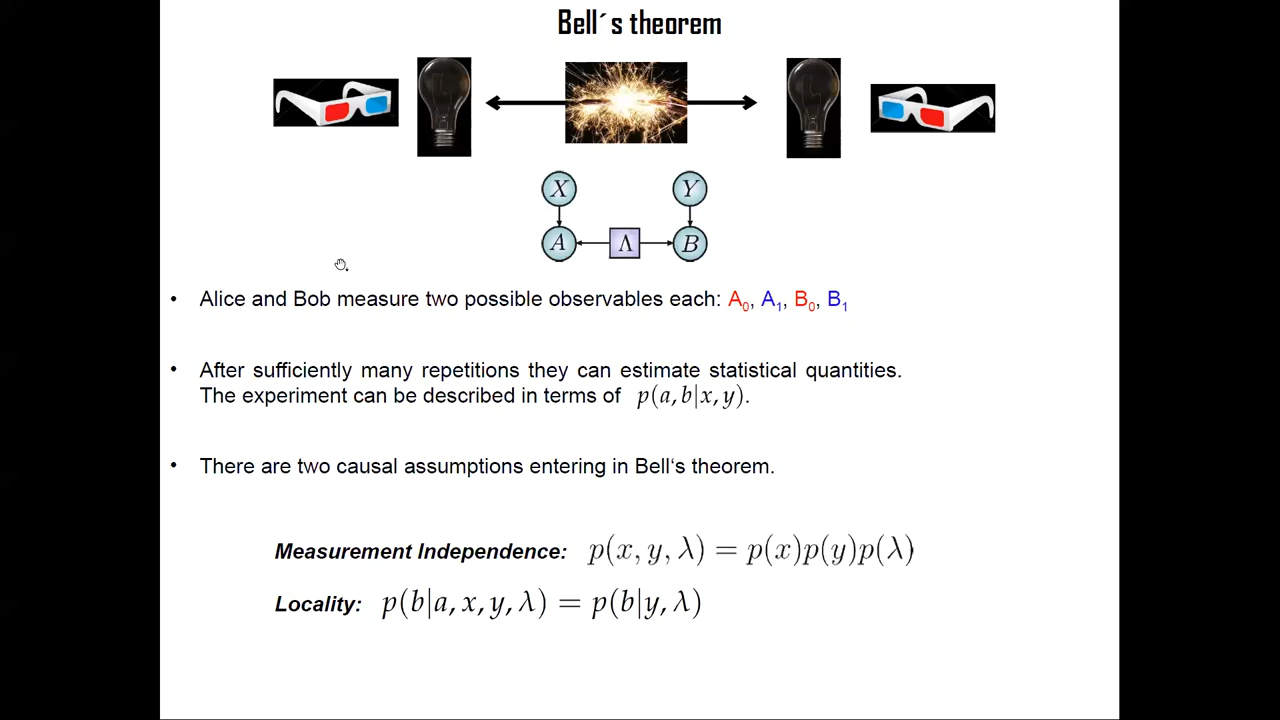 Bell´s theorem
X Y
A Λ B
• Alice and Bob measure two possible observables each: A₀, A₁, B₀, B₁
• After sufficiently many repetitions they can estimate statistical quantities.
The experiment can be described in terms of p(a,b|x,y).
• There are two causal assumptions entering in Bell‘s theorem.
Measurement Independence: p(x, y, λ) = p(x)p(y)p(λ)
Locality: p(b|a, x, y, λ) = p(b|y, λ)